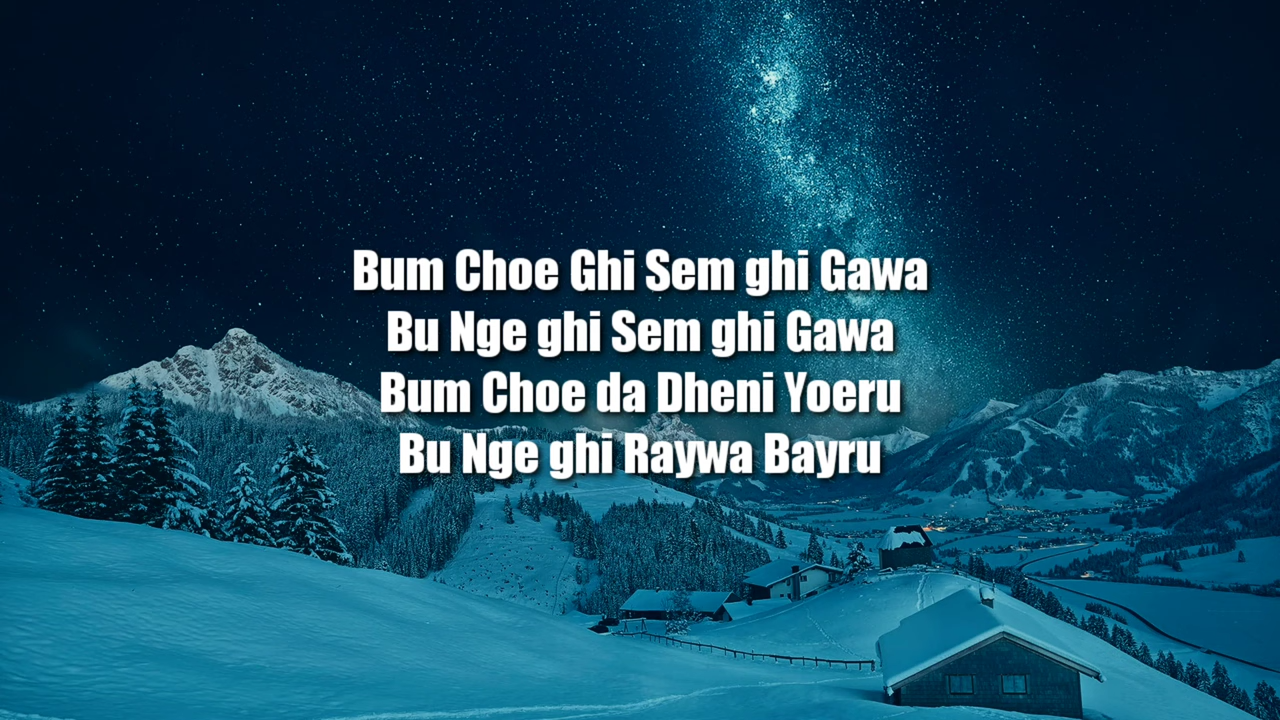 Bum Choe Ghi Sem ghi Gawa
Bu Nge ghi Sem ghi Gawa
Bum Choe da Dheni Yoeru
Bu Nge ghi Raywa Bayru